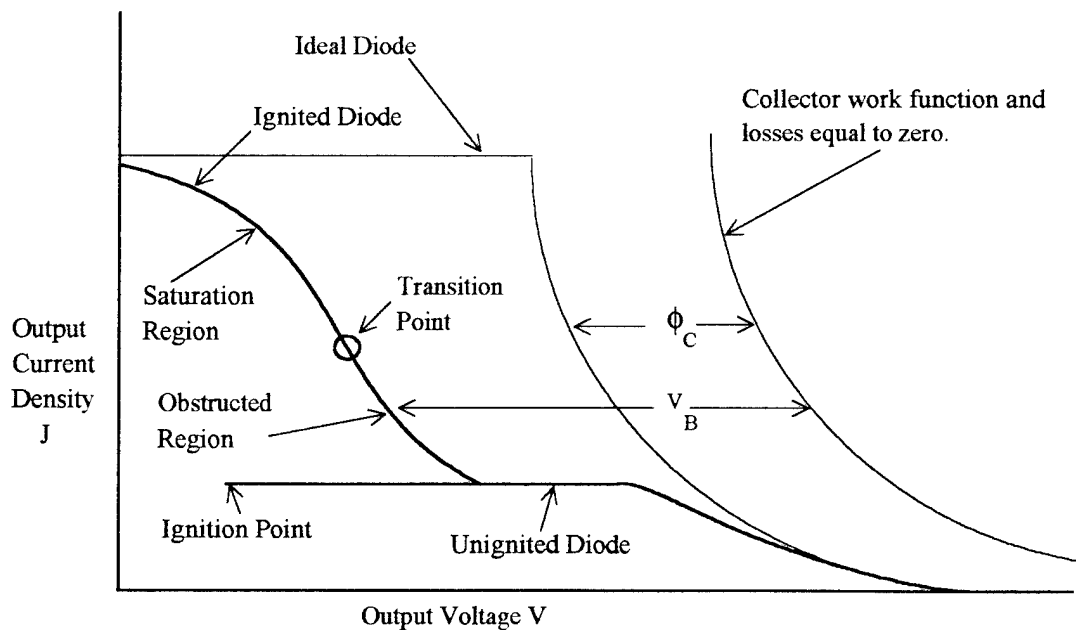 Ideal Diode
Ignited Diode
Collector work function and
losses equal to zero.
Saturation
Region
Transition
Point
ϕC
Output
Current
Density
J
Obstructed
Region
VB
Ignition Point
Unignited Diode
Output Voltage V